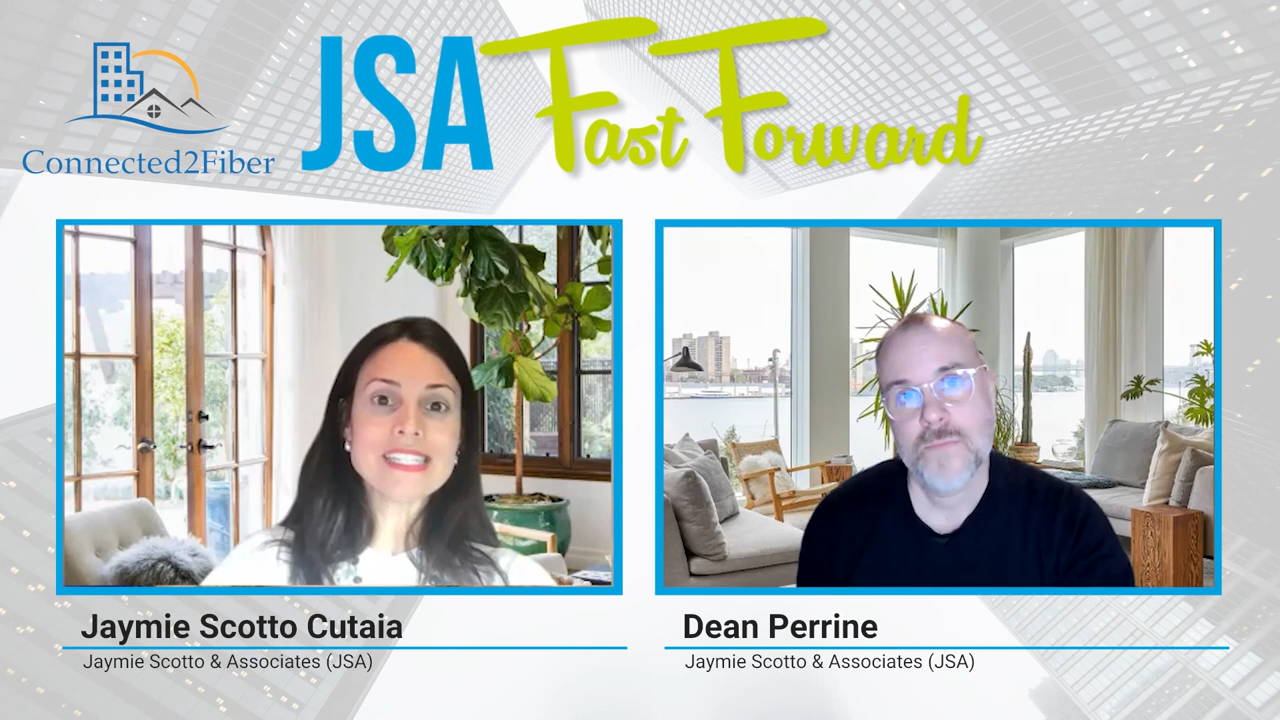 Connected2Fiber
JSA Fast Forward
Jaymie Scotto Cutaia
Jaymie Scotto & Associates (JSA)
Dean Perrine
Jaymie Scotto & Associates (JSA)